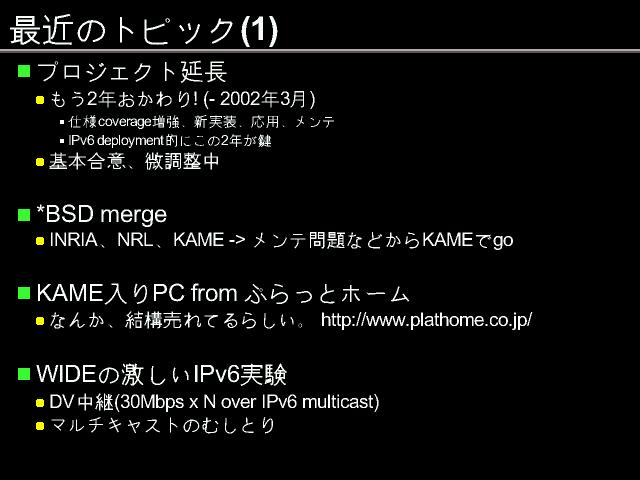 最近のトピック(1)
プロジェクト延長
もう2年おかわり! (- 2002年3月)
仕様coverage増強、新実装、応用、メンテ
IPv6 deployment的にこの2年が鍵
基本合意、微調整中
*BSD merge
INRIA、NRL、KAME -> メンテ問題などからKAMEでgo
KAME入りPC from ぷらっとホーム
なんか、結構売れてるらしい。 http://www.plathome.co.jp/
WIDEの激しいIPv6実験
DV中継(30Mbps x N over IPv6 multicast)
マルチキャストのむしとり